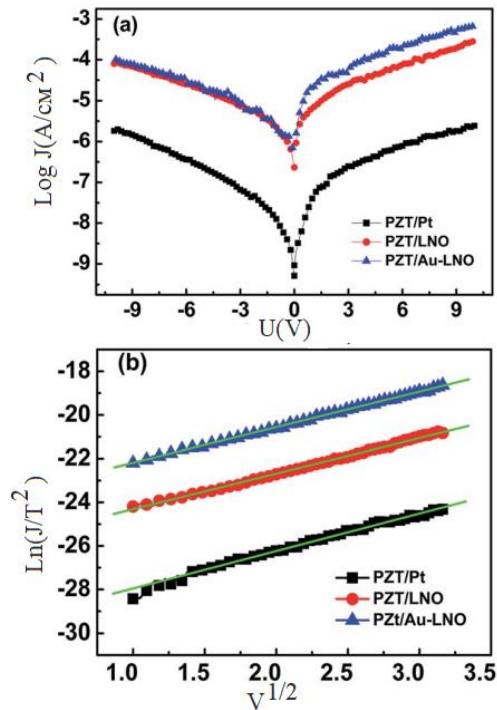 (a)
Log J(A/см²)
-3
-4
-5
-6
-7
-8
-9
PZT/Pt
PZT/LNO
PZT/Au-LNO
-9 -6 -3 0 3 6 9
U(V)
(b)
Ln(J/T²)
-18
-20
-22
-24
-26
-28
-30
PZT/Pt
PZT/LNO
PZt/Au-LNO
1.0 1.5 2.0 2.5 3.0 3.5
V^1/2